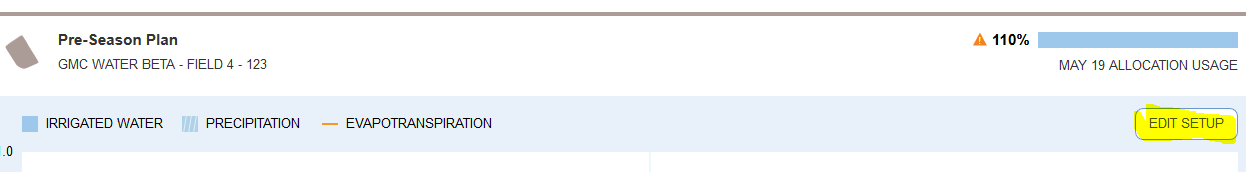 Pre-Season Plan
110%
GMC WATER BETA - FIELD 4 - 123
MAY 19 ALLOCATION USAGE
IRRIGATED WATER
PRECIPITATION
EVAPOTRANSPIRATION
EDIT SETUP
.0